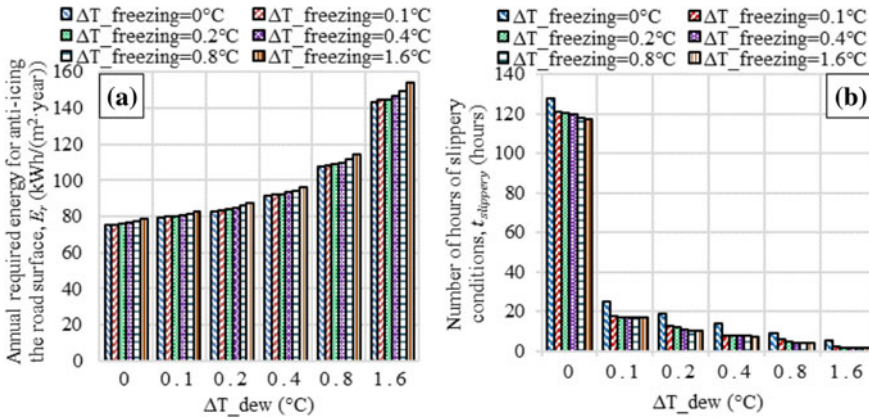 ΔT_freezing=0°C ΔT_freezing=0.1°C
ΔT_freezing=0.2°C ΔT_freezing=0.4°C
ΔT_freezing=0.8°C ΔT_freezing=1.6°C
160
140
120
100
80
60
40
20
0
(a)
Annual required energy for anti-icing
the road surface, E_r (kWh/(m²·year))
0 0.1 0.2 0.4 0.8 1.6
ΔT_dew (°C)
ΔT_freezing=0°C ΔT_freezing=0.1°C
ΔT_freezing=0.2°C ΔT_freezing=0.4°C
ΔT_freezing=0.8°C ΔT_freezing=1.6°C
140
120
100
80
60
40
20
0
(b)
Number of hours of slippery
conditions, t_slippery (hours)
0 0.1 0.2 0.4 0.8 1.6
ΔT_dew (°C)